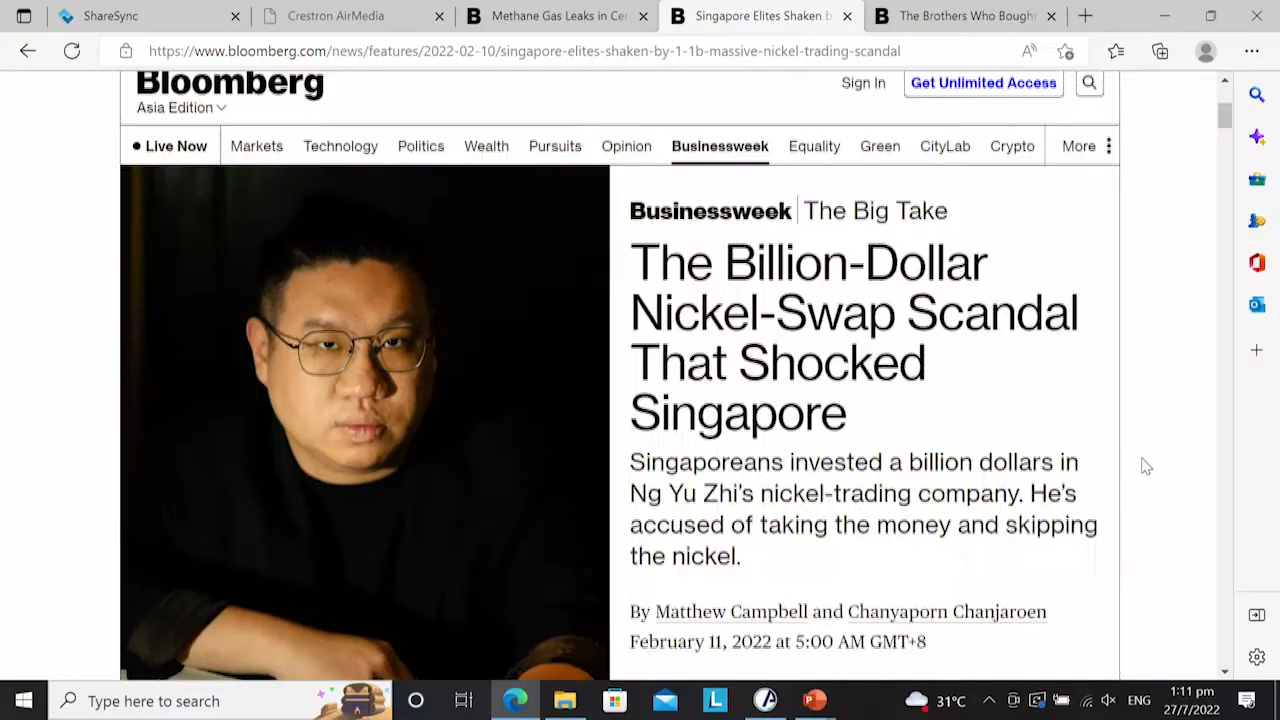 ShareSync
Crestron AirMedia
Methane Gas Leaks in Cer
Singapore Elites Shaken b
The Brothers Who Bought
https://www.bloomberg.com/news/features/2022-02-10/singapore-elites-shaken-by-1-1b-massive-nickel-trading-scandal
Bloomberg
Sign In
Get Unlimited Access
Asia Edition
Live Now
Markets
Technology
Politics
Wealth
Pursuits
Opinion
Businessweek
Equality
Green
CityLab
Crypto
More
Businessweek | The Big Take
The Billion-Dollar
Nickel-Swap Scandal
That Shocked
Singapore
Singaporeans invested a billion dollars in
Ng Yu Zhi's nickel-trading company. He's
accused of taking the money and skipping
the nickel.
By Matthew Campbell and Chanyaporn Chanjaroen
February 11, 2022 at 5:00 AM GMT+8
Type here to search
31°C
ENG
1:11 pm
27/7/2022